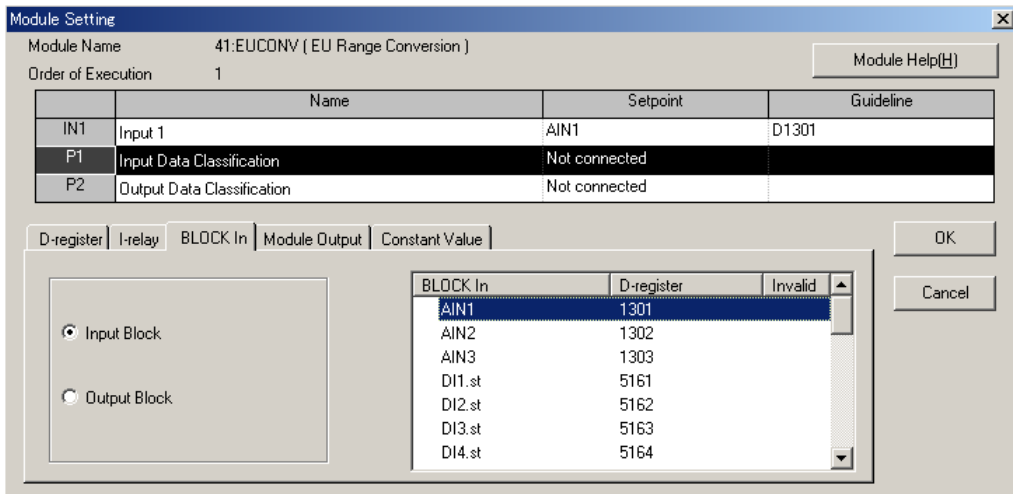 Module Setting
Module Name 41:EUCONV ( EU Range Conversion )
Module Help(H)
Order of Execution 1
Name Setpoint Guideline
IN1 Input 1 AIN1 D1301
P1 Input Data Classification Not connected
P2 Output Data Classification Not connected
D-register I-relay BLOCK In Module Output Constant Value
OK
Cancel
Input Block
Output Block
BLOCK In D-register Invalid
AIN1 1301
AIN2 1302
AIN3 1303
DI1.st 5161
DI2.st 5162
DI3.st 5163
DI4.st 5164